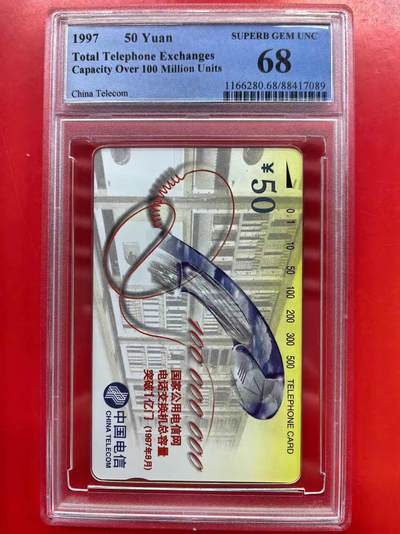 1997 50 Yuan
Total Telephone Exchanges
Capacity Over 100 Million Units
China Telecom
SUPERB GEM UNC
68
1166280.68/88417089
¥50
0 1 10 50 100 200 300 500 TELEPHONE CARD
100 000 000
国家公用电信网
电话交换机总容量
突破1亿门 (1997年8月)
中国电信
CHINA TELECOM